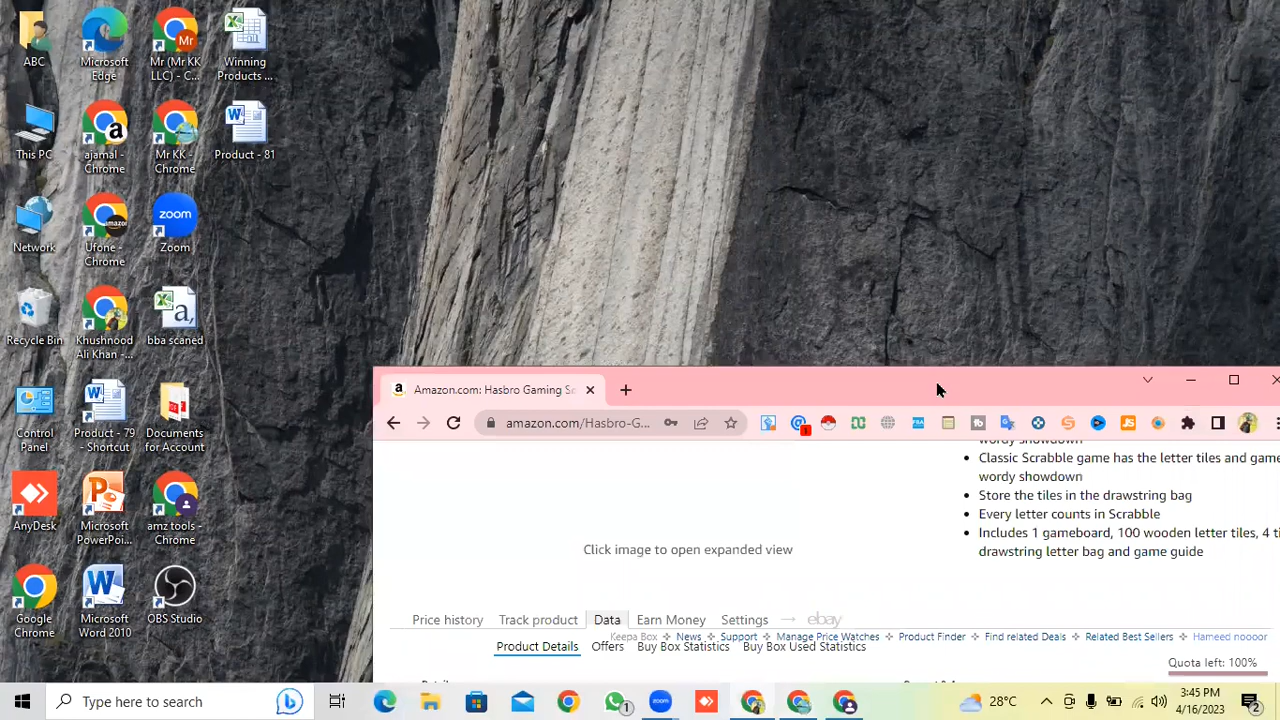 ABC
Microsoft
Edge
Mr (Mr KK
LLC) - C...
Winning
Products ...
This PC
ajamal -
Chrome
Mr KK -
Chrome
Product - 81
Network
Ufone -
Chrome
Zoom
Recycle Bin
Khushnood
Ali Khan -...
bba scaned
Control
Panel
Product - 79
- Shortcut
Documents
for Account
AnyDesk
Microsoft
PowerPoi...
amz tools -
Chrome
Google
Chrome
Microsoft
Word 2010
OBS Studio
Mr
amazon
zoom
Amazon.com: Hasbro Gaming Sc
amazon.com/Hasbro-G...
wordy showdown
Classic Scrabble game has the letter tiles and game
wordy showdown
Store the tiles in the drawstring bag
Every letter counts in Scrabble
Includes 1 gameboard, 100 wooden letter tiles, 4 ti
drawstring letter bag and game guide
Click image to open expanded view
Price history Track product Data Earn Money Settings → ebay
Keepa Box News Support Manage Price Watches Product Finder Find related Deals Related Best Sellers Hameed noooor
Product Details Offers Buy Box Statistics Buy Box Used Statistics
Quota left: 100%
Type here to search
1
zoom
28°C
3:45 PM
4/16/2023
2